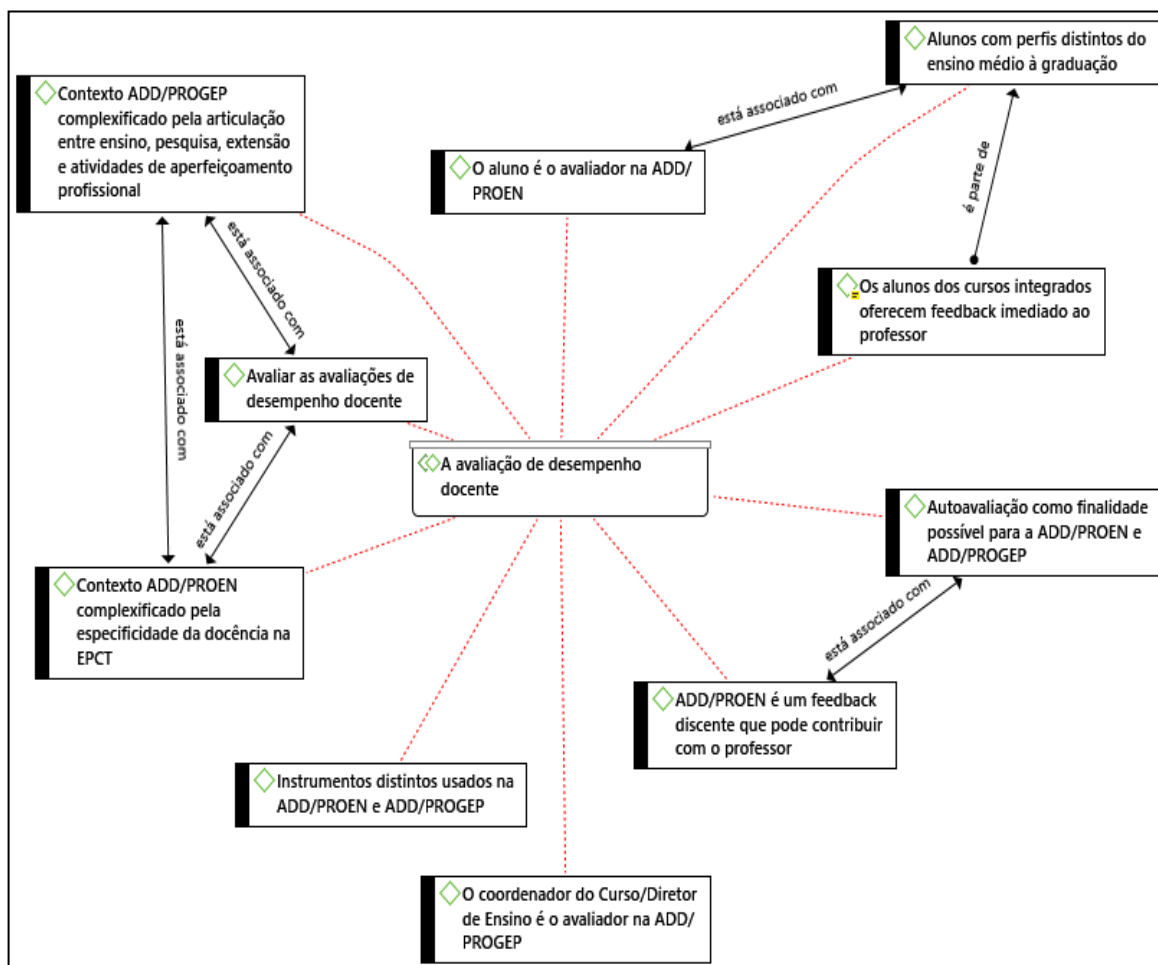 Alunos com perfis distintos do
ensino médio à graduação
Contexto ADD/PROGEP
complexificado pela articulação
entre ensino, pesquisa, extensão
e atividades de aperfeiçoamento
profissional
está associado com
O aluno é o avaliador na ADD/
PROEN
é parte de
está associado com
Os alunos dos cursos integrados
oferecem feedback imediado ao
professor
está associado com
Avaliar as avaliações de
desempenho docente
está associado com
A avaliação de desempenho
docente
Autoavaliação como finalidade
possível para a ADD/PROEN e
ADD/PROGEP
Contexto ADD/PROEN
complexificado pela
especificidade da docência na
EPCT
está associado com
ADD/PROEN é um feedback
discente que pode contribuir
com o professor
Instrumentos distintos usados na
ADD/PROEN e ADD/PROGEP
O coordenador do Curso/Diretor
de Ensino é o avaliador na ADD/
PROGEP